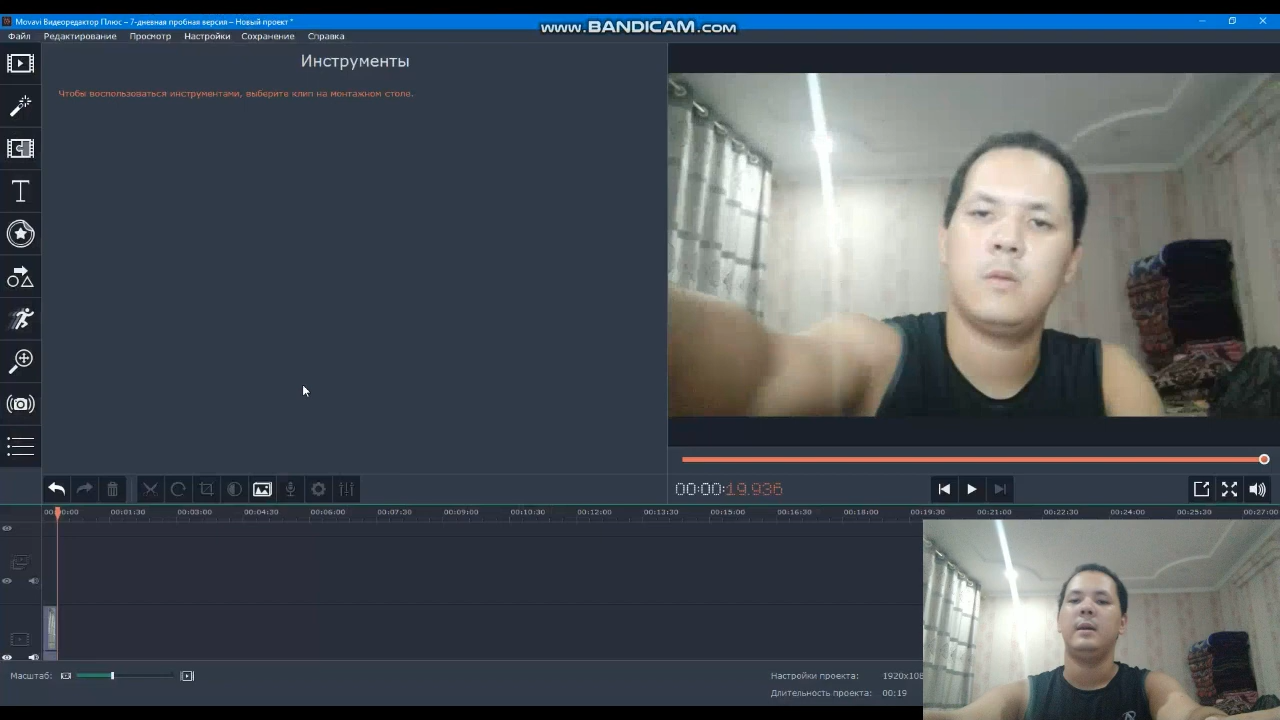 Movavi Видеоредактор Плюс – 7-дневная пробная версия – Новый проект *
www.BANDICAM.com
Файл Редактирование Просмотр Настройки Сохранение Справка
Инструменты
Чтобы воспользоваться инструментами, выберите клип на монтажном столе.
00:00:19.936
00:00:00 00:01:30 00:03:00 00:04:30 00:06:00 00:07:30 00:09:00 00:10:30 00:12:00 00:13:30 00:15:00 00:16:30 00:18:00 00:19:30 00:21:00 00:22:30 00:24:00 00:25:30 00:27:00
Масштаб:
Настройки проекта: 1920x108
Длительность проекта: 00:19